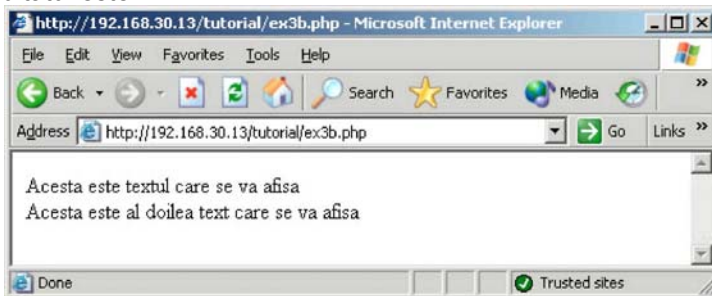 http://192.168.30.13/tutorial/ex3b.php - Microsoft Internet Explorer
File Edit View Favorites Tools Help
Back Search Favorites Media »
Address http://192.168.30.13/tutorial/ex3b.php Go Links »
Acesta este textul care se va afisa
Acesta este al doilea text care se va afisa
Done Trusted sites